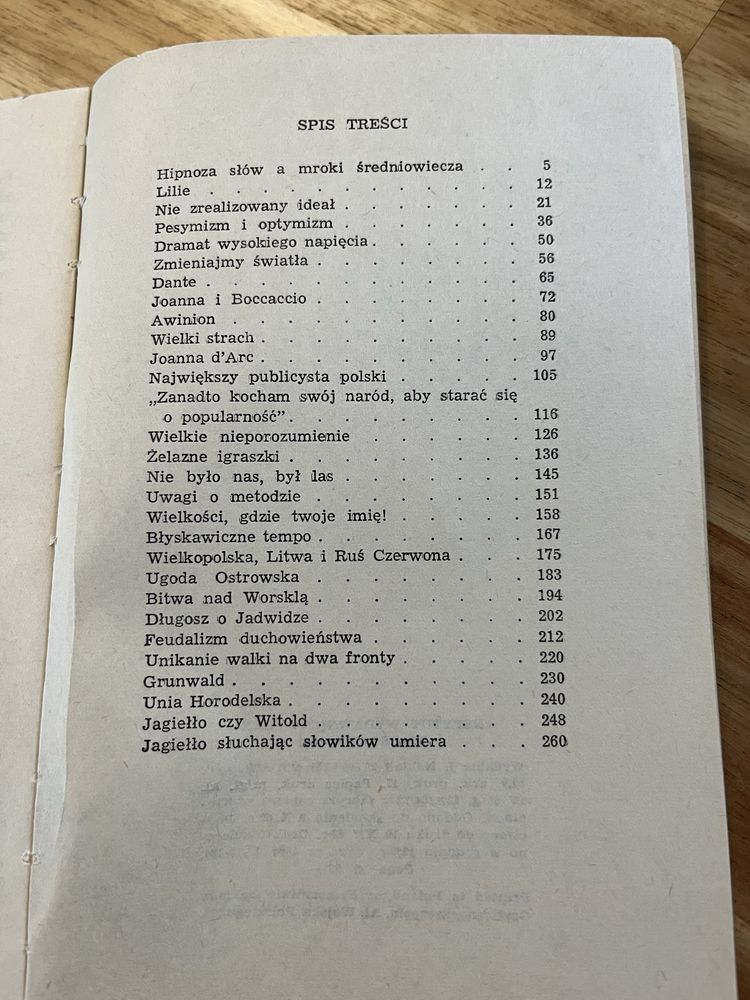 SPIS TREŚCI
Hipnoza słów a mroki średniowiecza . . 5
Lilie . . . . . . . . . . . . 12
Nie zrealizowany ideał . . . . . . . 21
Pesymizm i optymizm . . . . . . . 36
Dramat wysokiego napięcia . . . . . . 50
Zmieniajmy światła . . . . . . . . 56
Dante . . . . . . . . . . . . 65
Joanna i Boccaccio . . . . . . . . 72
Awinion . . . . . . . . . . . 80
Wielki strach . . . . . . . . . . 89
Joanna d'Arc . . . . . . . . . . 97
Największy publicysta polski . . . . . 105
„Zanadto kocham swój naród, aby starać się
o popularność” . . . . . . . . . 116
Wielkie nieporozumienie . . . . . . 126
Żelazne igraszki . . . . . . . . . 136
Nie było nas, był las . . . . . . . 145
Uwagi o metodzie . . . . . . . . 151
Wielkości, gdzie twoje imię! . . . . . 158
Błyskawiczne tempo . . . . . . . . 167
Wielkopolska, Litwa i Ruś Czerwona . . . 175
Ugoda Ostrowska . . . . . . . . 183
Bitwa nad Worsklą . . . . . . . . 194
Długosz o Jadwidze . . . . . . . . 202
Feudalizm duchowieństwa . . . . . . 212
Unikanie walki na dwa fronty . . . . . 220
Grunwald . . . . . . . . . . . 230
Unia Horodelska . . . . . . . . . 240
Jagiełło czy Witold . . . . . . . . 248
Jagiełło słuchając słowików umiera . . . 260